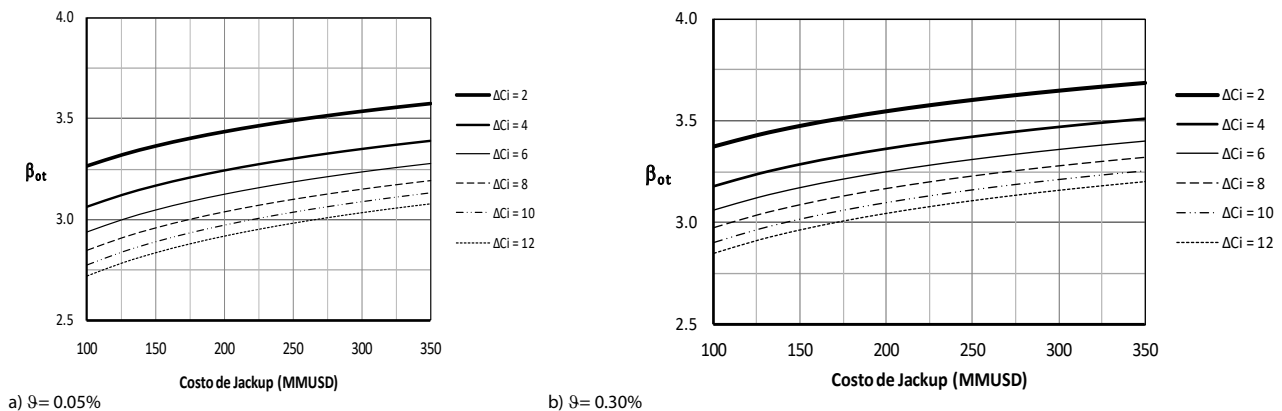 4.0
3.5
3.0
2.5
βot
100 150 200 250 300 350
Costo de Jackup (MMUSD)
ΔCi = 2
ΔCi = 4
ΔCi = 6
ΔCi = 8
ΔCi = 10
ΔCi = 12
a) ϑ= 0.05%
4.0
3.5
3.0
2.5
βot
100 150 200 250 300 350
Costo de Jackup (MMUSD)
ΔCi = 2
ΔCi = 4
ΔCi = 6
ΔCi = 8
ΔCi = 10
ΔCi = 12
b) ϑ= 0.30%